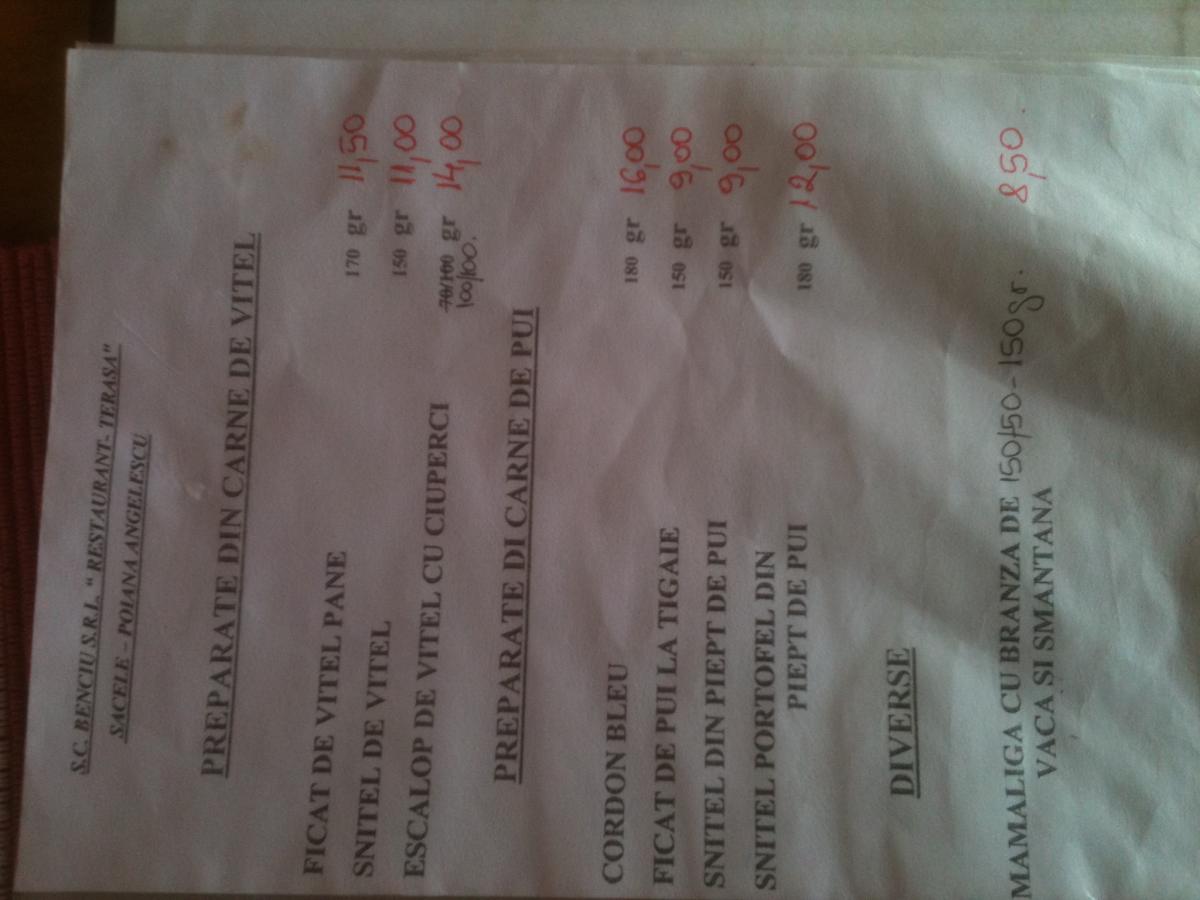 S.C. BENCIU S.R.L. “ RESTAURANT- TERASA”
SACELE – POIANA ANGELESCU
PREPARATE DIN CARNE DE VITEL
FICAT DE VITEL PANE 170 gr 11,50
SNITEL DE VITEL 150 gr 11,00
ESCALOP DE VITEL CU CIUPERCI 70/100 gr 14,00
100/100.
PREPARATE DI CARNE DE PUI
CORDON BLEU 180 gr 16,00
FICAT DE PUI LA TIGAIE 150 gr 9,00
SNITEL DIN PIEPT DE PUI 150 gr 9,00
SNITEL PORTOFEL DIN
PIEPT DE PUI 180 gr 12,00
DIVERSE
MAMALIGA CU BRANZA DE 150/50-150gr. 8,50.
VACA SI SMANTANA